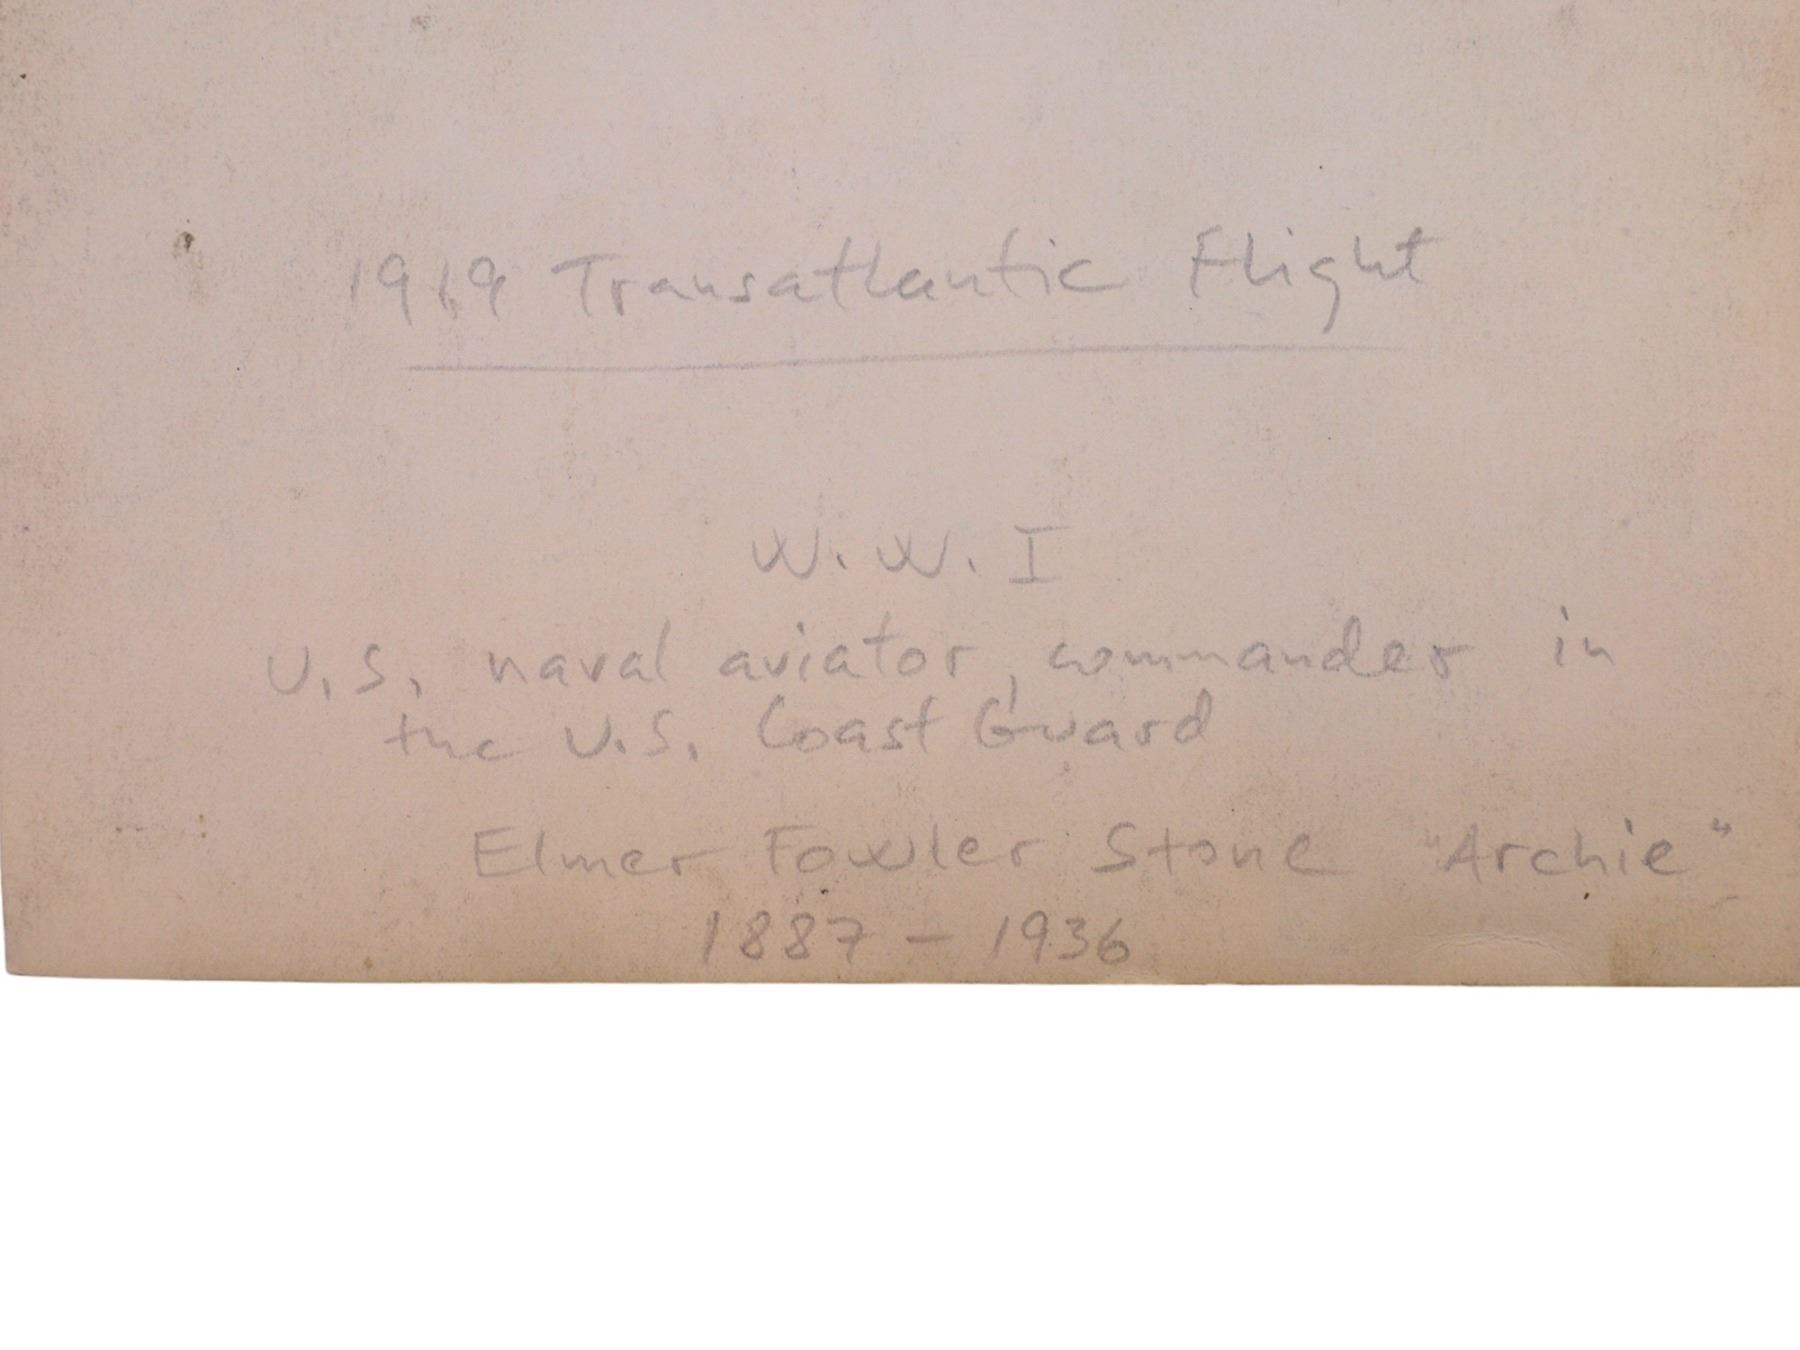 1919 Transatlantic Flight
W. W. I
U.S. naval aviator, commander in
the U.S. Coast Guard
Elmer Fowler Stone "Archie"
1887 - 1936